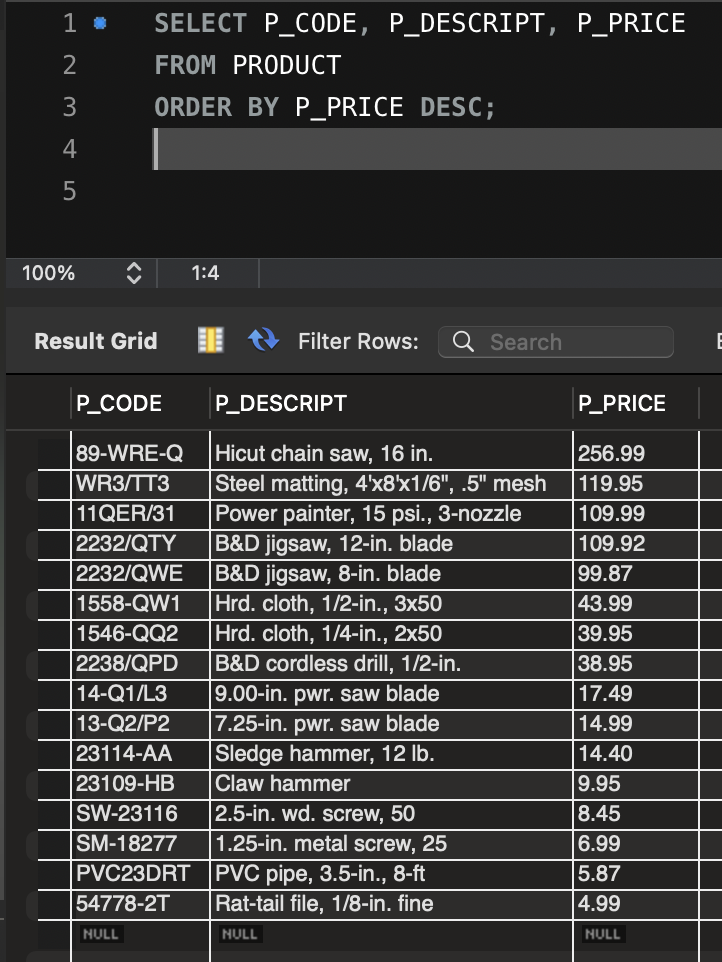 1 SELECT P_CODE, P_DESCRIPT, P_PRICE
2 FROM PRODUCT
3 ORDER BY P_PRICE DESC;
4
5
100% 1:4
Result Grid Filter Rows: Search
P_CODE P_DESCRIPT P_PRICE
89-WRE-Q Hicut chain saw, 16 in. 256.99
WR3/TT3 Steel matting, 4'x8'x1/6", .5" mesh 119.95
11QER/31 Power painter, 15 psi., 3-nozzle 109.99
2232/QTY B&D jigsaw, 12-in. blade 109.92
2232/QWE B&D jigsaw, 8-in. blade 99.87
1558-QW1 Hrd. cloth, 1/2-in., 3x50 43.99
1546-QQ2 Hrd. cloth, 1/4-in., 2x50 39.95
2238/QPD B&D cordless drill, 1/2-in. 38.95
14-Q1/L3 9.00-in. pwr. saw blade 17.49
13-Q2/P2 7.25-in. pwr. saw blade 14.99
23114-AA Sledge hammer, 12 lb. 14.40
23109-HB Claw hammer 9.95
SW-23116 2.5-in. wd. screw, 50 8.45
SM-18277 1.25-in. metal screw, 25 6.99
PVC23DRT PVC pipe, 3.5-in., 8-ft 5.87
54778-2T Rat-tail file, 1/8-in. fine 4.99
NULL NULL NULL